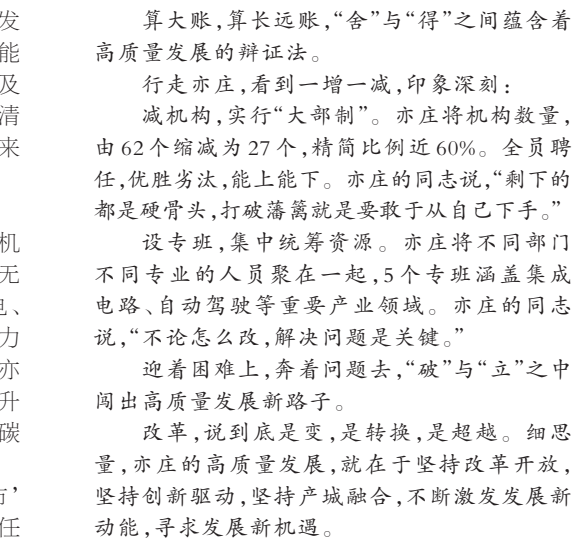 发
能
及
清
来
机
无
力
亦
升
碳
任
算大账,算长远账,“舍”与“得”之间蕴含着
高质量发展的辩证法。
行走亦庄,看到一增一减,印象深刻:
减机构,实行“大部制”。亦庄将机构数量,
由62个缩减为27个,精简比例近60%。全员聘
任,优胜劣汰,能上能下。亦庄的同志说,“剩下的
都是硬骨头,打破藩篱就是要敢于从自己下手。”
设专班,集中统筹资源。亦庄将不同部门
不同专业的人员聚在一起,5个专班涵盖集成
电路、自动驾驶等重要产业领域。亦庄的同志
说,“不论怎么改,解决问题是关键。”
迎着困难上,奔着问题去,“破”与“立”之中
闯出高质量发展新路子。
改革,说到底是变,是转换,是超越。细思
量,亦庄的高质量发展,就在于坚持改革开放,
坚持创新驱动,坚持产城融合,不断激发发展新
动能,寻求发展新机遇。